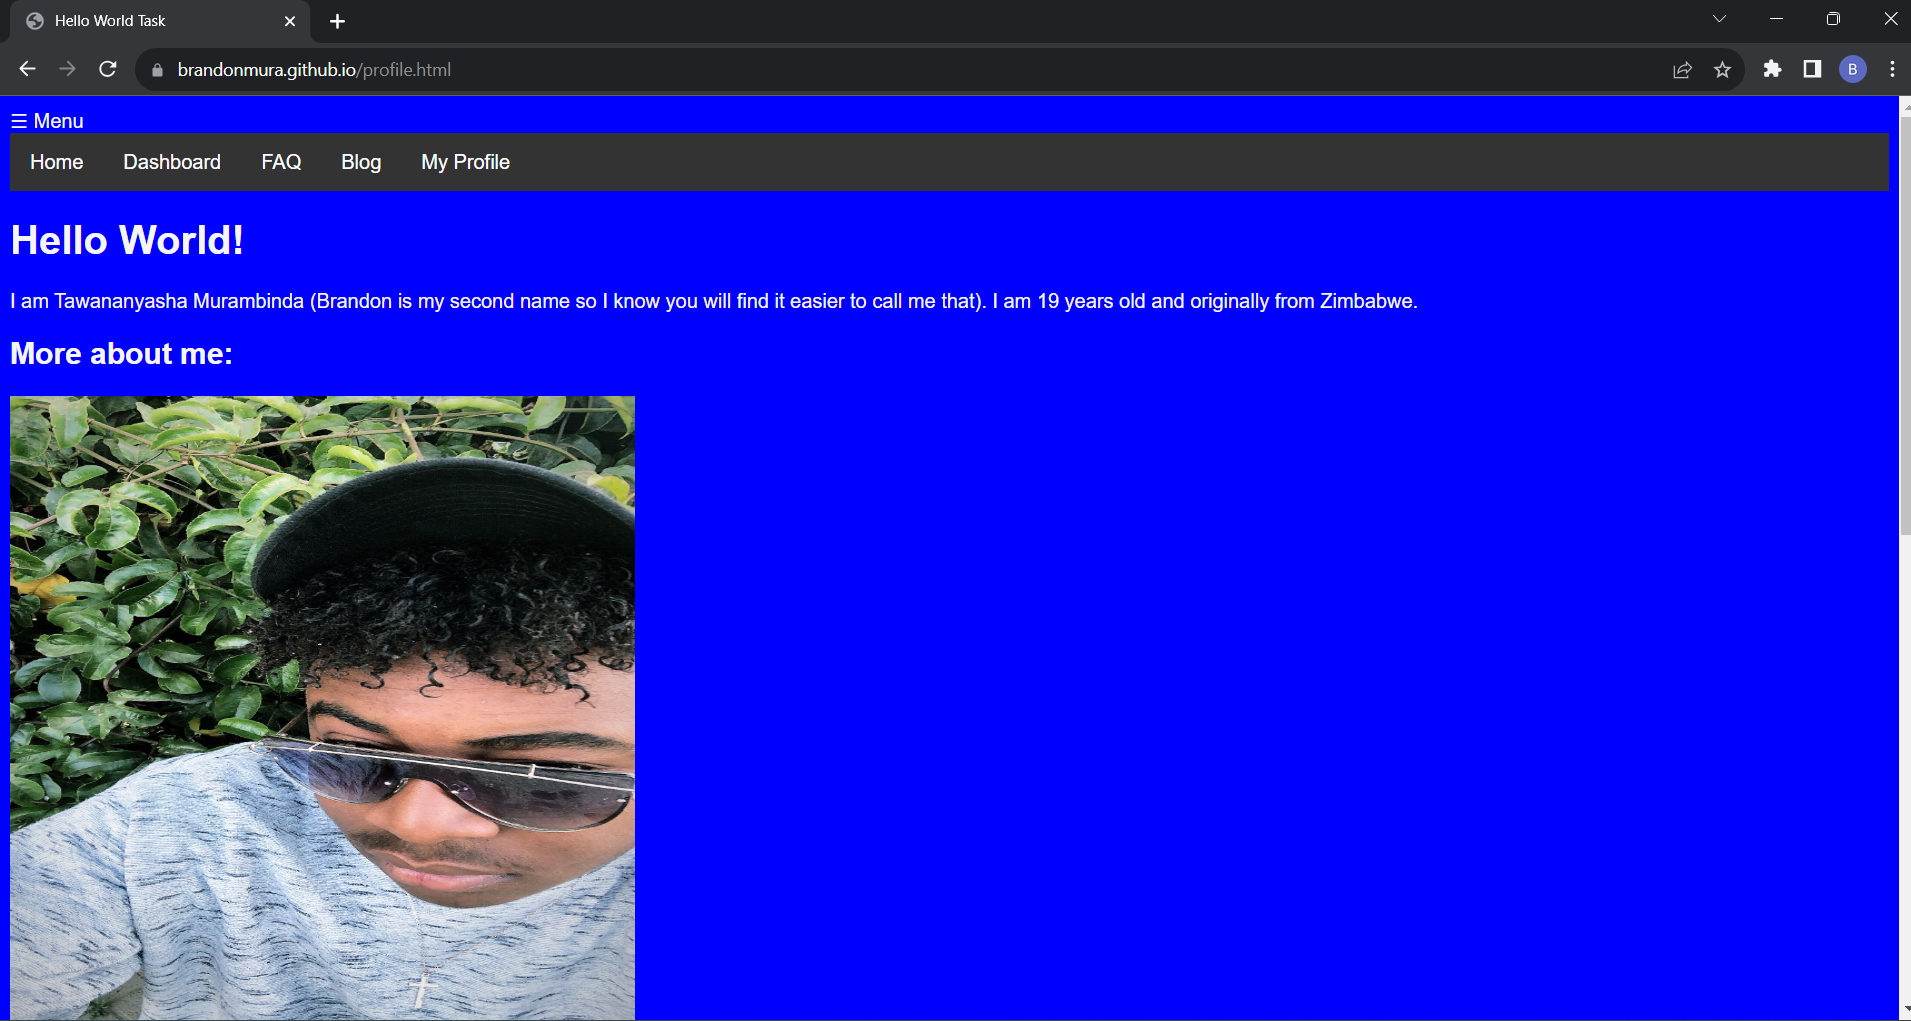 Hello World Task
brandonmura.github.io/profile.html
B
☰ Menu
Home Dashboard FAQ Blog My Profile
Hello World!
I am Tawananyasha Murambinda (Brandon is my second name so I know you will find it easier to call me that). I am 19 years old and originally from Zimbabwe.
More about me: